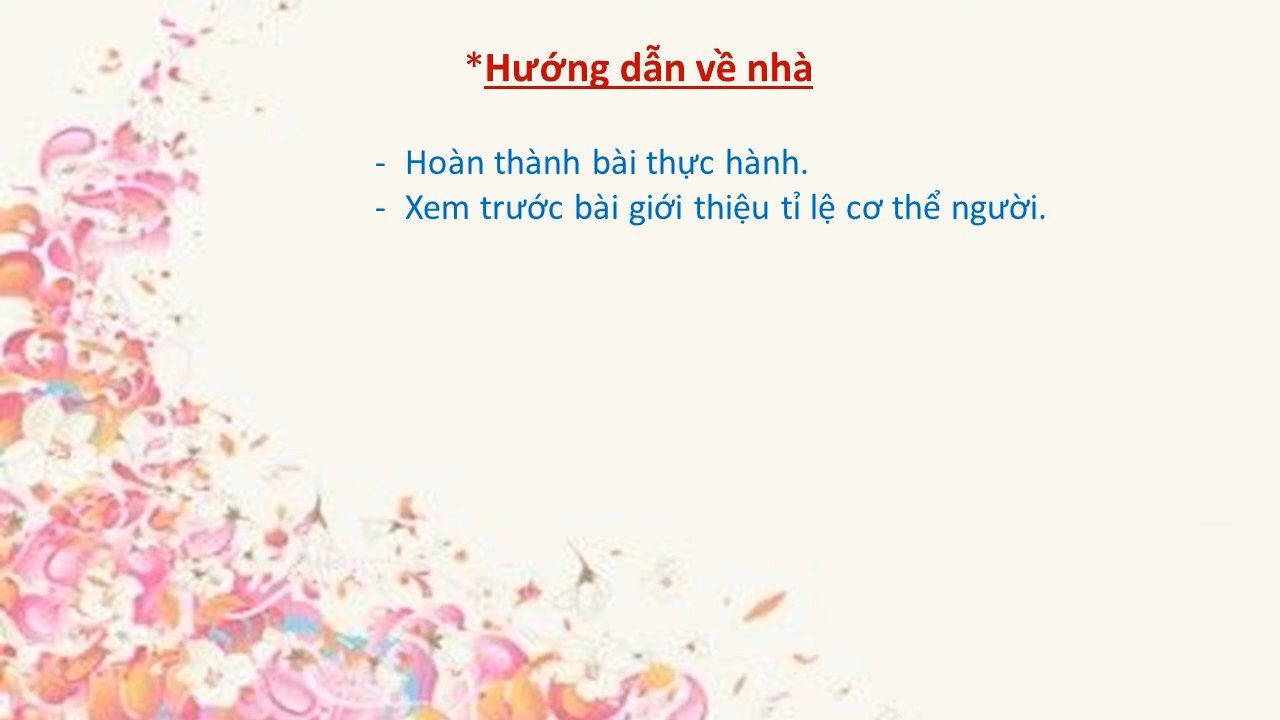 *Hướng dẫn về nhà
- Hoàn thành bài thực hành.
- Xem trước bài giới thiệu tỉ lệ cơ thể người.